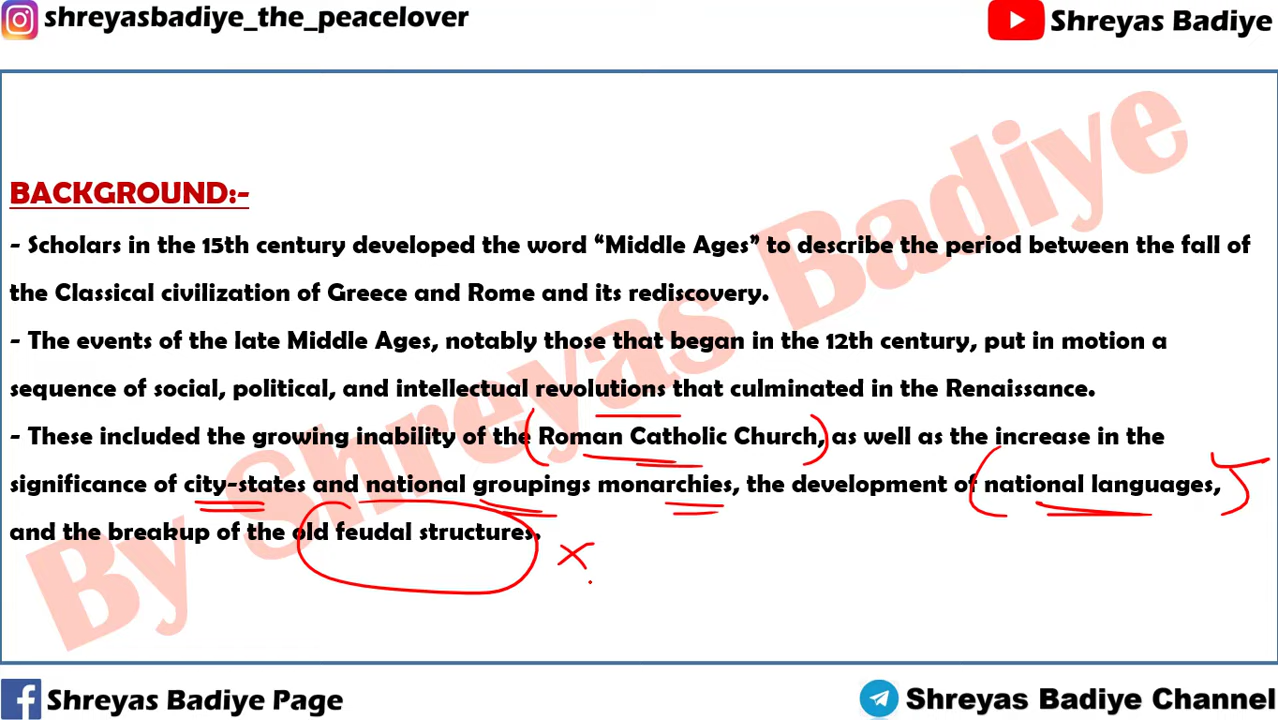 shreyasbadiye_the_peacelover
Shreyas Badiye
BACKGROUND:-
- Scholars in the 15th century developed the word “Middle Ages” to describe the period between the fall of
the Classical civilization of Greece and Rome and its rediscovery.
- The events of the late Middle Ages, notably those that began in the 12th century, put in motion a
sequence of social, political, and intellectual revolutions that culminated in the Renaissance.
- These included the growing inability of the Roman Catholic Church, as well as the increase in the
significance of city-states and national groupings monarchies, the development of national languages,
and the breakup of the old feudal structures.
By Shreyas Badiye
Shreyas Badiye Page
Shreyas Badiye Channel